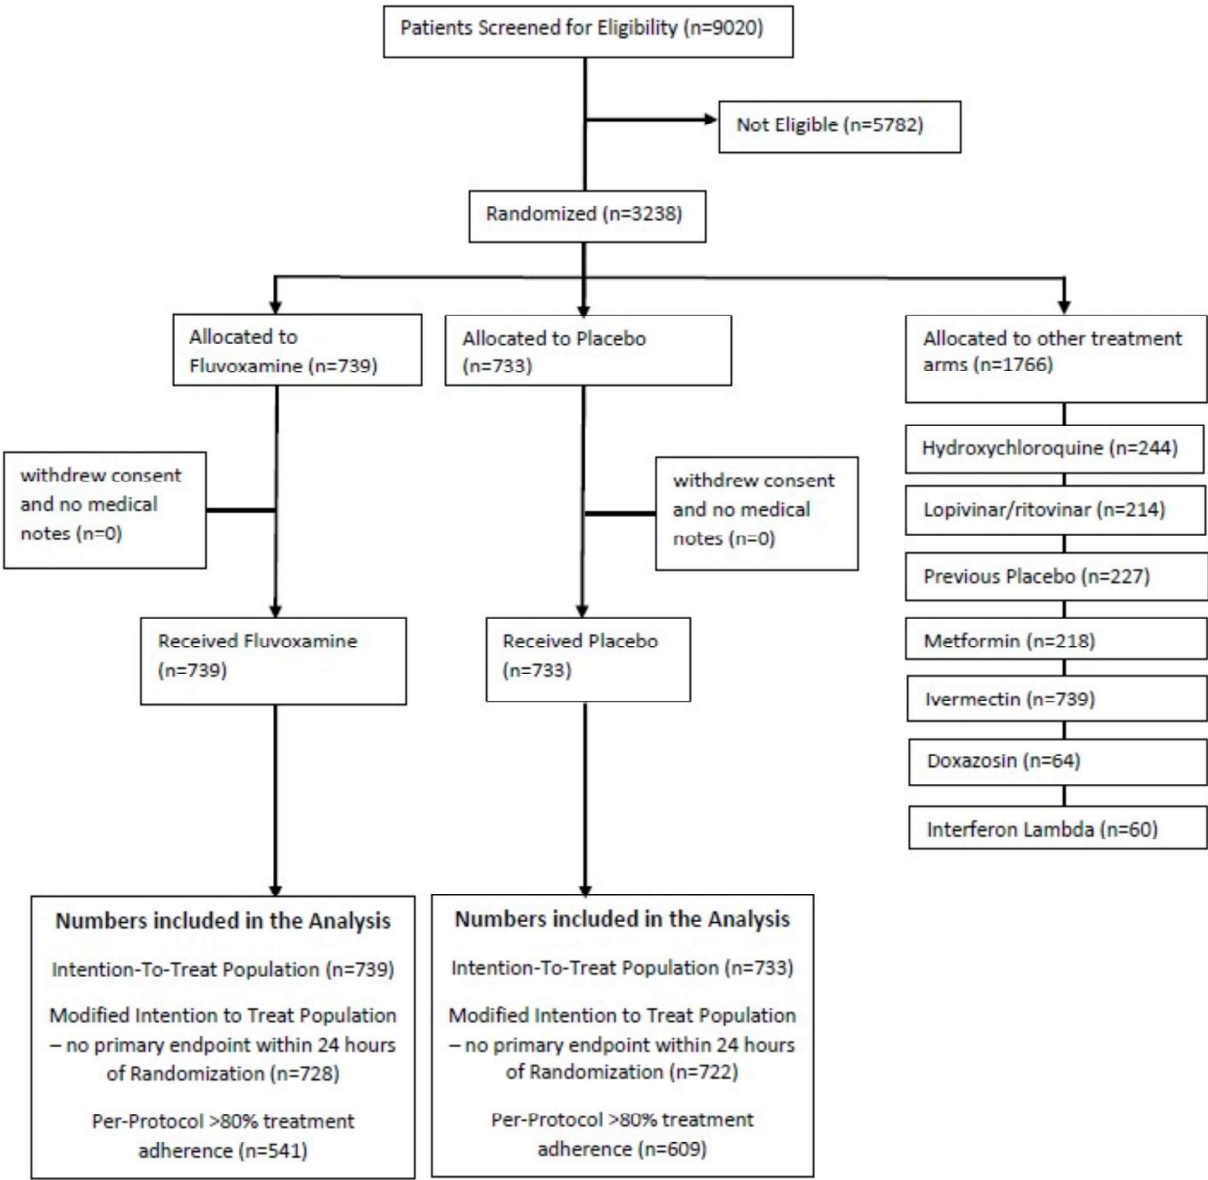 Patients Screened for Eligibility (n=9020)
Not Eligible (n=5782)
Randomized (n=3238)
Allocated to
Fluvoxamine (n=739)
Allocated to Placebo
(n=733)
Allocated to other treatment
arms (n=1766)
Hydroxychloroquine (n=244)
Lopivinar/ritovinar (n=214)
Previous Placebo (n=227)
Metformin (n=218)
Ivermectin (n=739)
Doxazosin (n=64)
Interferon Lambda (n=60)
withdrew consent
and no medical
notes (n=0)
withdrew consent
and no medical
notes (n=0)
Received Fluvoxamine
(n=739)
Received Placebo
(n=733)
Numbers included in the Analysis
Intention-To-Treat Population (n=739)
Modified Intention to Treat Population
– no primary endpoint within 24 hours
of Randomization (n=728)
Per-Protocol >80% treatment
adherence (n=541)
Numbers included in the Analysis
Intention-To-Treat Population (n=733)
Modified Intention to Treat Population
– no primary endpoint within 24 hours
of Randomization (n=722)
Per-Protocol >80% treatment
adherence (n=609)